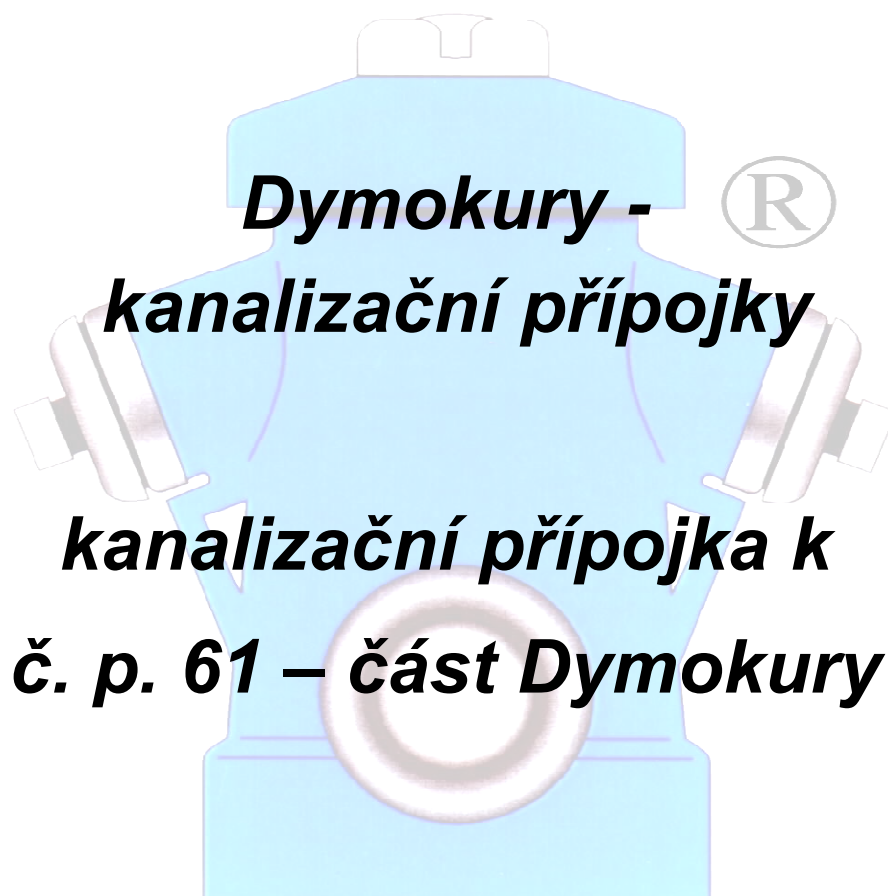 Dymokury -
®
kanalizační přípojky
kanalizační přípojka k
č. p. 61 – část Dymokury